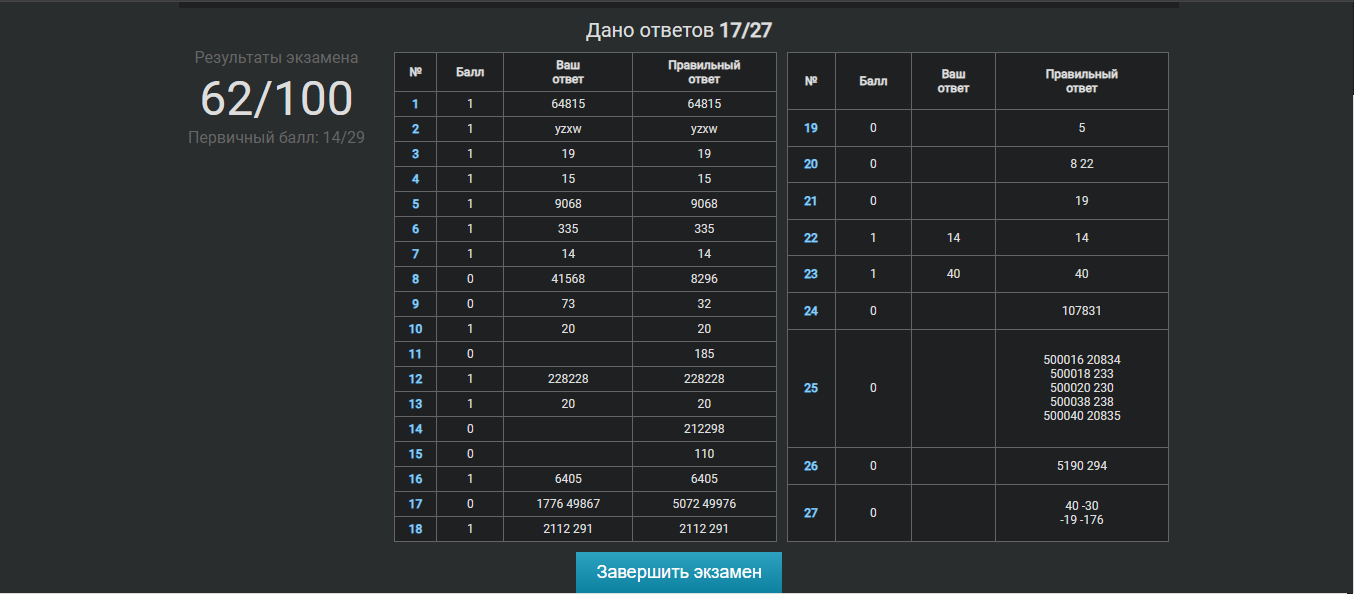 Дано ответов 17/27
Результаты экзамена
62/100
Первичный балл: 14/29
№ Балл Ваш ответ Правильный ответ
1 1 64815 64815
2 1 yzxw yzxw
3 1 19 19
4 1 15 15
5 1 9068 9068
6 1 335 335
7 1 14 14
8 0 41568 8296
9 0 73 32
10 1 20 20
11 0 185
12 1 228228 228228
13 1 20 20
14 0 212298
15 0 110
16 1 6405 6405
17 0 1776 49867 5072 49976
18 1 2112 291 2112 291
№ Балл Ваш ответ Правильный ответ
19 0 5
20 0 8 22
21 0 19
22 1 14 14
23 1 40 40
24 0 107831
25 0 500016 20834
500018 233
500020 230
500038 238
500040 20835
26 0 5190 294
27 0 40 -30
-19 -176
Завершить экзамен